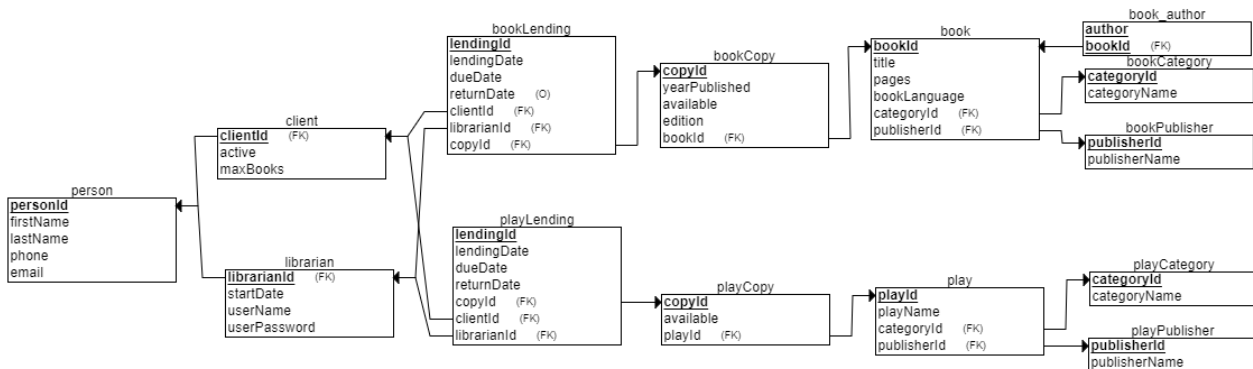 book_author
author
bookId (FK)
bookLending
lendingId
lendingDate
dueDate
returnDate (O)
clientId (FK)
librarianId (FK)
copyId (FK)
bookCopy
copyId
yearPublished
available
edition
bookId (FK)
book
bookId
title
pages
bookLanguage
categoryId (FK)
publisherId (FK)
bookCategory
categoryId
categoryName
bookPublisher
publisherId
publisherName
client
clientId (FK)
active
maxBooks
person
personId
firstName
lastName
phone
email
librarian
librarianId (FK)
startDate
userName
userPassword
playLending
lendingId
lendingDate
dueDate
returnDate
copyId (FK)
clientId (FK)
librarianId (FK)
playCopy
copyId
available
playId (FK)
play
playId
playName
categoryId (FK)
publisherId (FK)
playCategory
categoryId
categoryName
playPublisher
publisherId
publisherName